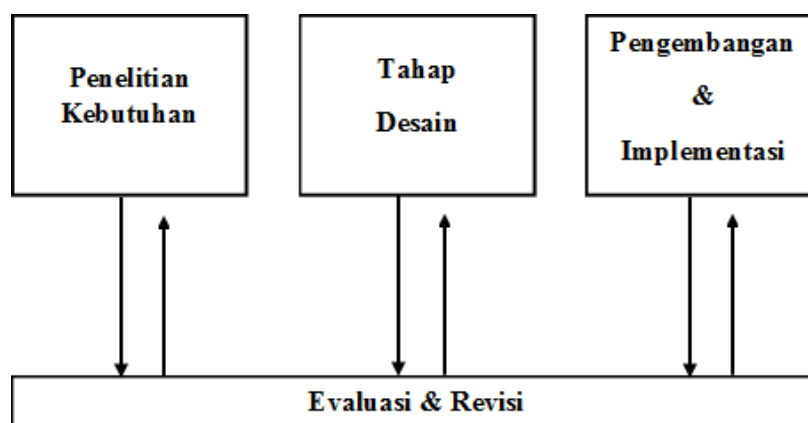 Penelitian
Kebutuhan
Tahap
Desain
Pengembangan
&
Implementasi
Evaluasi & Revisi